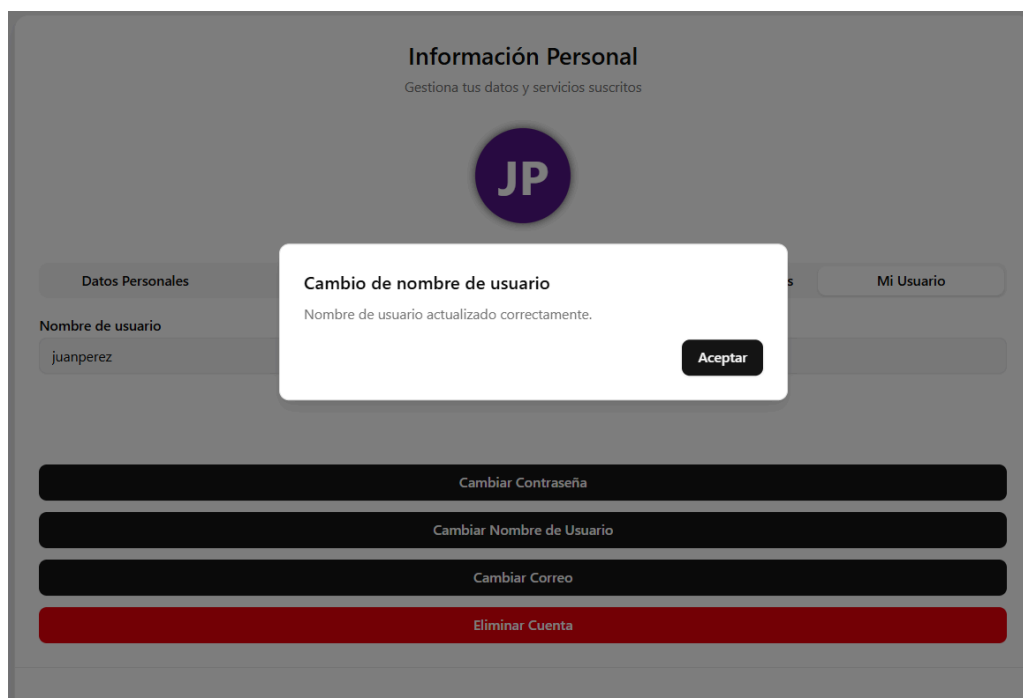 Información Personal
Gestiona tus datos y servicios suscritos
JP
Datos Personales
Mi Usuario
Cambio de nombre de usuario
Nombre de usuario actualizado correctamente.
Aceptar
Nombre de usuario
juanperez
Cambiar Contraseña
Cambiar Nombre de Usuario
Cambiar Correo
Eliminar Cuenta